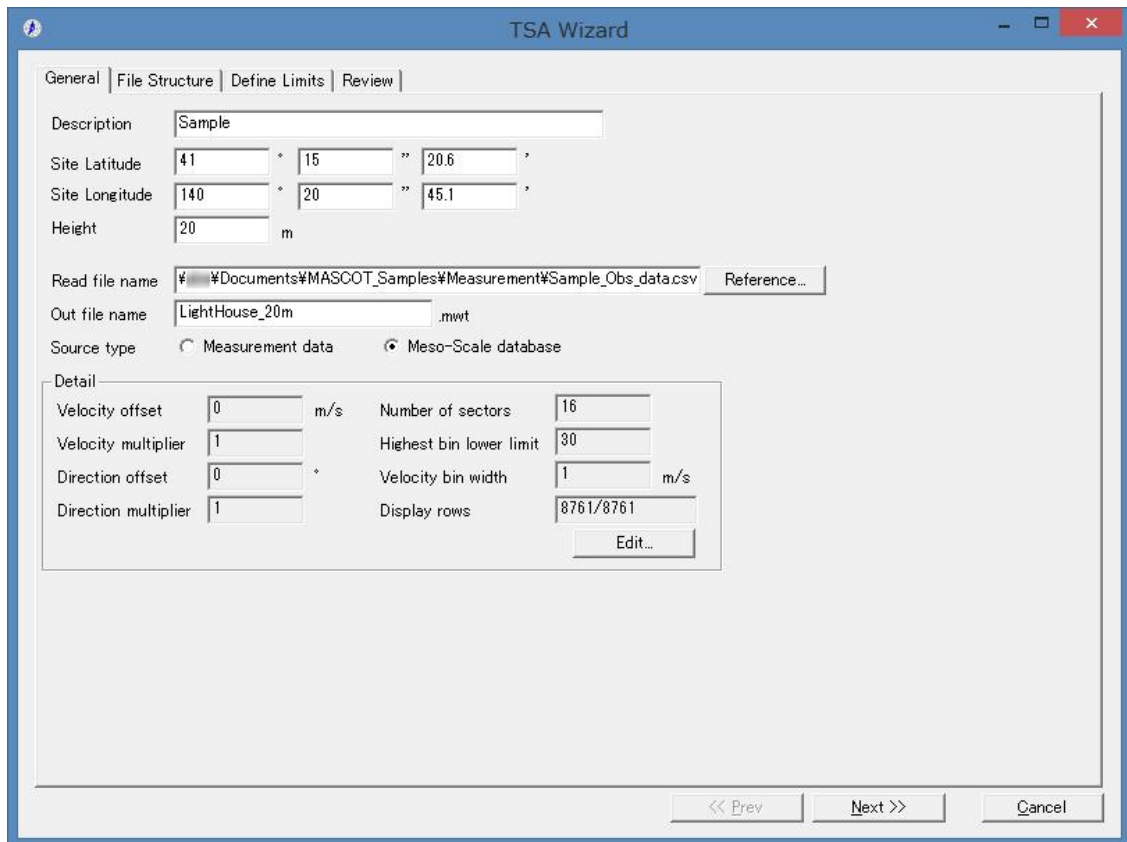 TSA Wizard
General File Structure Define Limits Review
Description Sample
Site Latitude 41 ° 15 ” 20.6 ’
Site Longitude 140 ° 20 ” 45.1 ’
Height 20 m
Read file name ¥ ¥Documents¥MASCOT_Samples¥Measurement¥Sample_Obs_data.csv Reference...
Out file name LightHouse_20m .mwt
Source type Measurement data Meso-Scale database
Detail
Velocity offset 0 m/s Number of sectors 16
Velocity multiplier 1 Highest bin lower limit 30
Direction offset 0 ° Velocity bin width 1 m/s
Direction multiplier 1 Display rows 8761/8761
Edit...
<< Prev Next >> Cancel